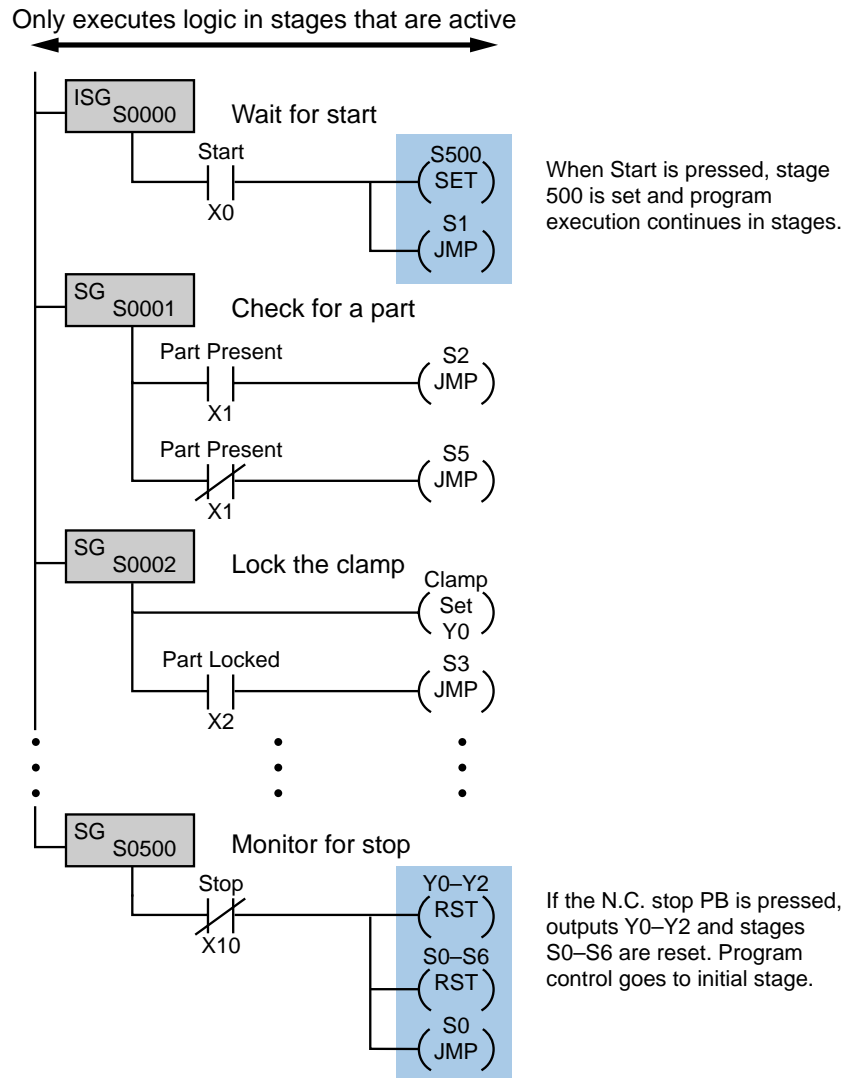 Only executes logic in stages that are active
ISG
S0000
Wait for start
Start
X0
S500
SET
S1
JMP
When Start is pressed, stage
500 is set and program
execution continues in stages.
SG
S0001
Check for a part
Part Present
X1
S2
JMP
Part Present
X1
S5
JMP
SG
S0002
Lock the clamp
Clamp
Set
Y0
Part Locked
X2
S3
JMP
SG
S0500
Monitor for stop
Stop
X10
Y0–Y2
RST
S0–S6
RST
S0
JMP
If the N.C. stop PB is pressed,
outputs Y0–Y2 and stages
S0–S6 are reset. Program
control goes to initial stage.